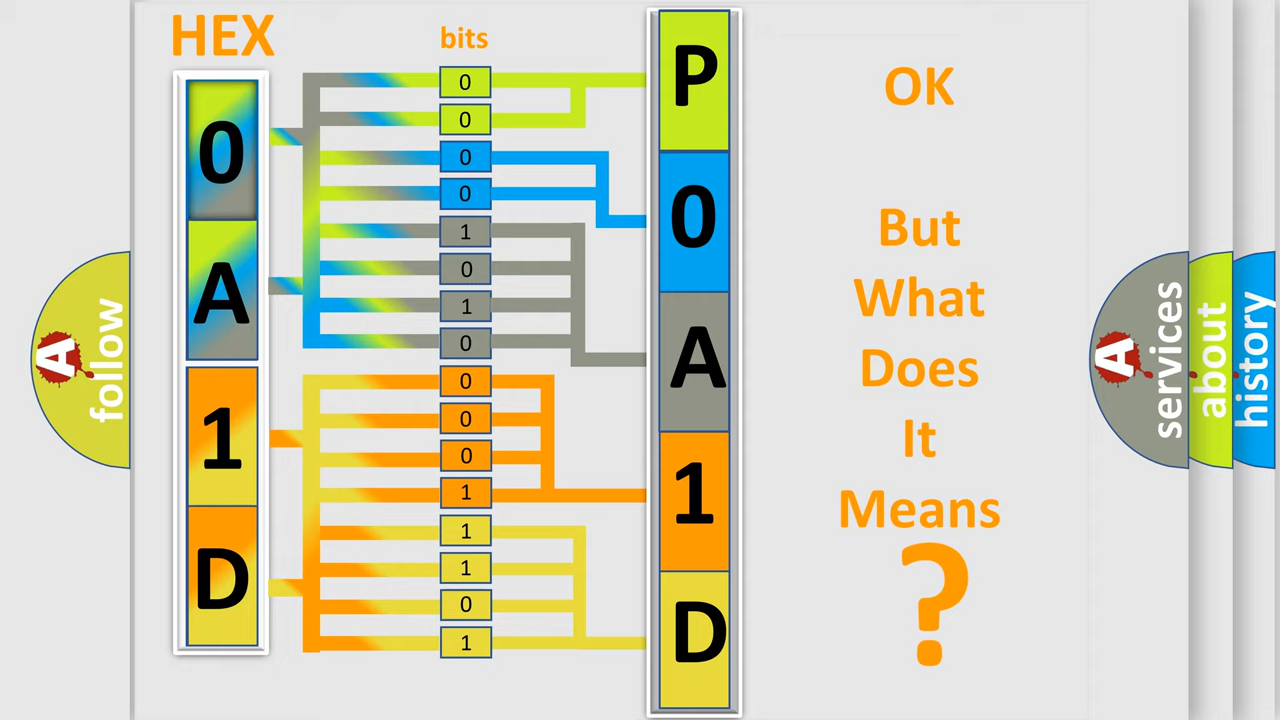 HEX
bits
0
A
1
D
0
0
0
0
1
0
1
0
0
0
0
1
1
1
0
1
P
0
A
1
D
OK
But
What
Does
It
Means
?
A
follow
A
services
about
history